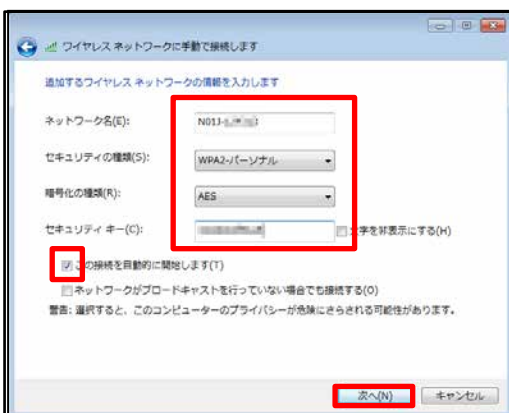 ワイヤレス ネットワークに手動で接続します
追加するワイヤレス ネットワークの情報を入力します
ネットワーク名(E):
N01J-
セキュリティの種類(S):
WPA2-パーソナル
暗号化の種類(R):
AES
セキュリティ キー(C):
文字を非表示にする(H)
この接続を自動的に開始します(T)
ネットワークがブロードキャストを行っていない場合でも接続する(O)
警告: 選択すると、このコンピューターのプライバシーが危険にさらされる可能性があります。
次へ(N)
キャンセル